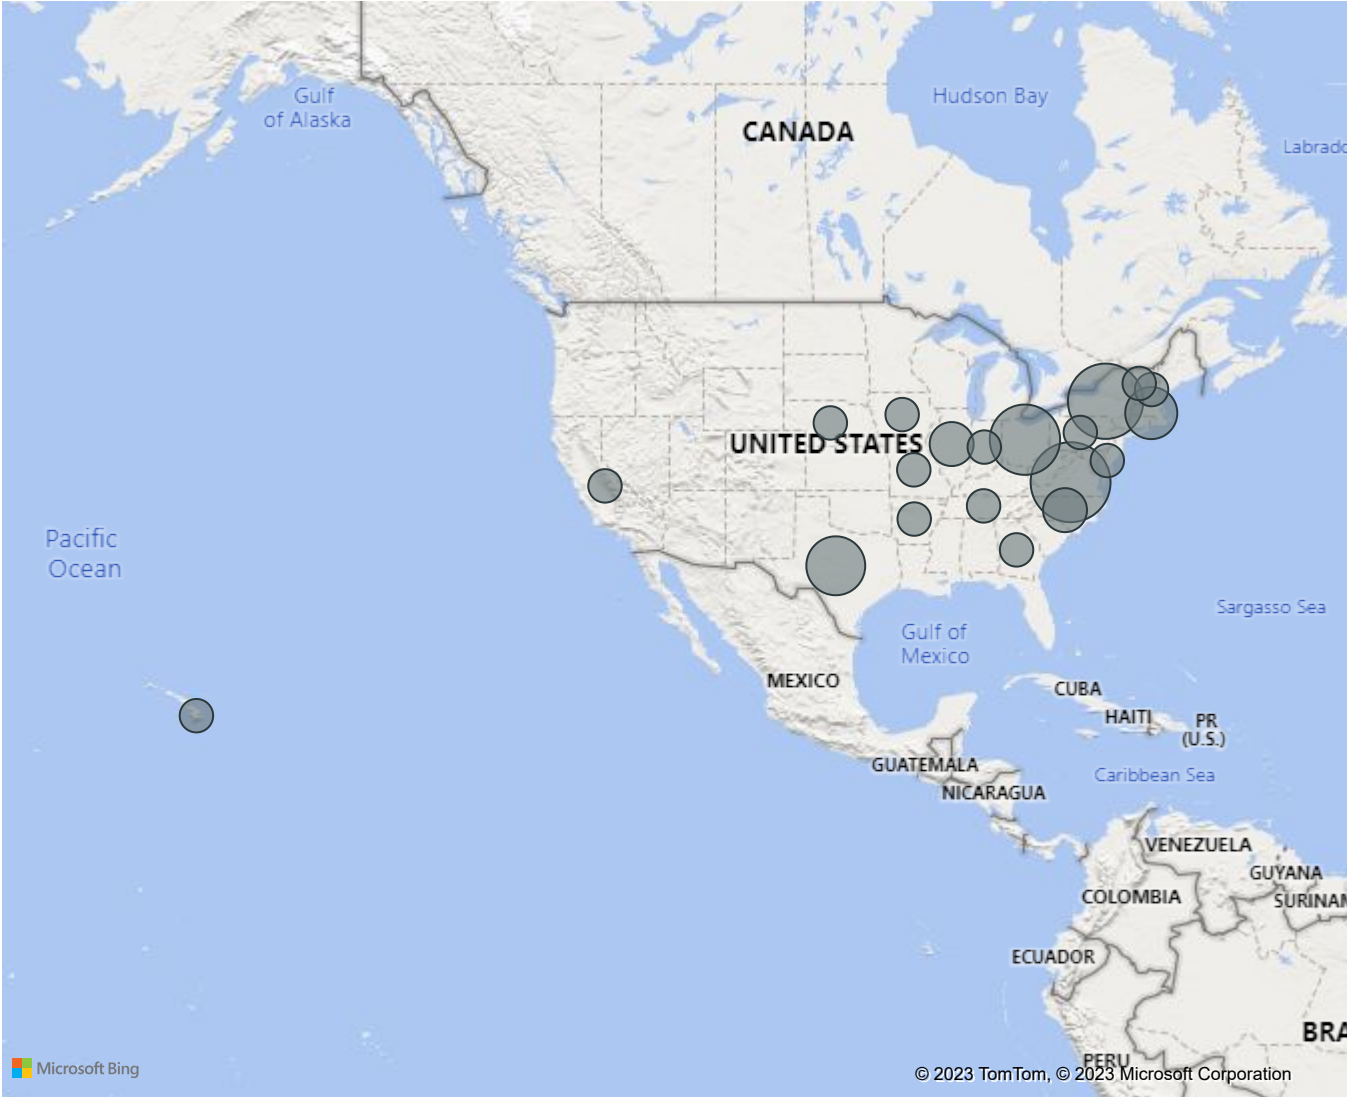 Gulf
of Alaska
Hudson Bay
CANADA
Labrado
UNITED STATES
Pacific
Ocean
Sargasso Sea
Gulf of
Mexico
MEXICO
CUBA
HAITI
PR
(U.S.)
GUATEMALA
Caribbean Sea
NICARAGUA
VENEZUELA
GUYANA
COLOMBIA
SURINAM
ECUADOR
BRA
PERU
Microsoft Bing
© 2023 TomTom, © 2023 Microsoft Corporation